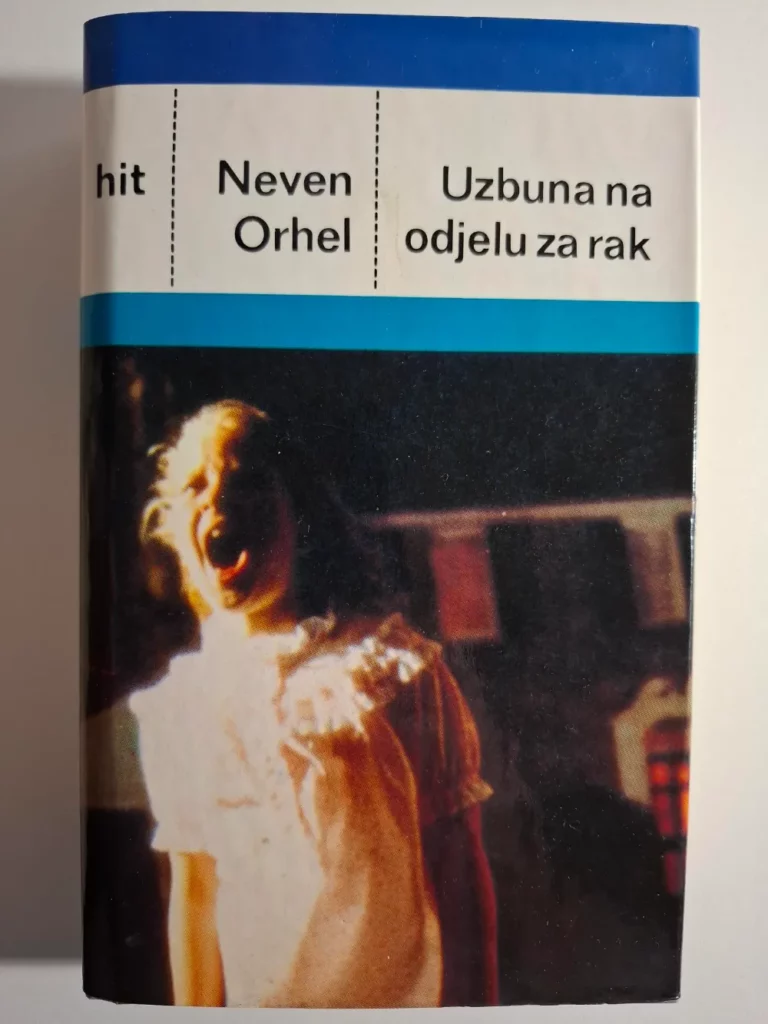 hit
Neven
Orhel
Uzbuna na
odjelu za rak